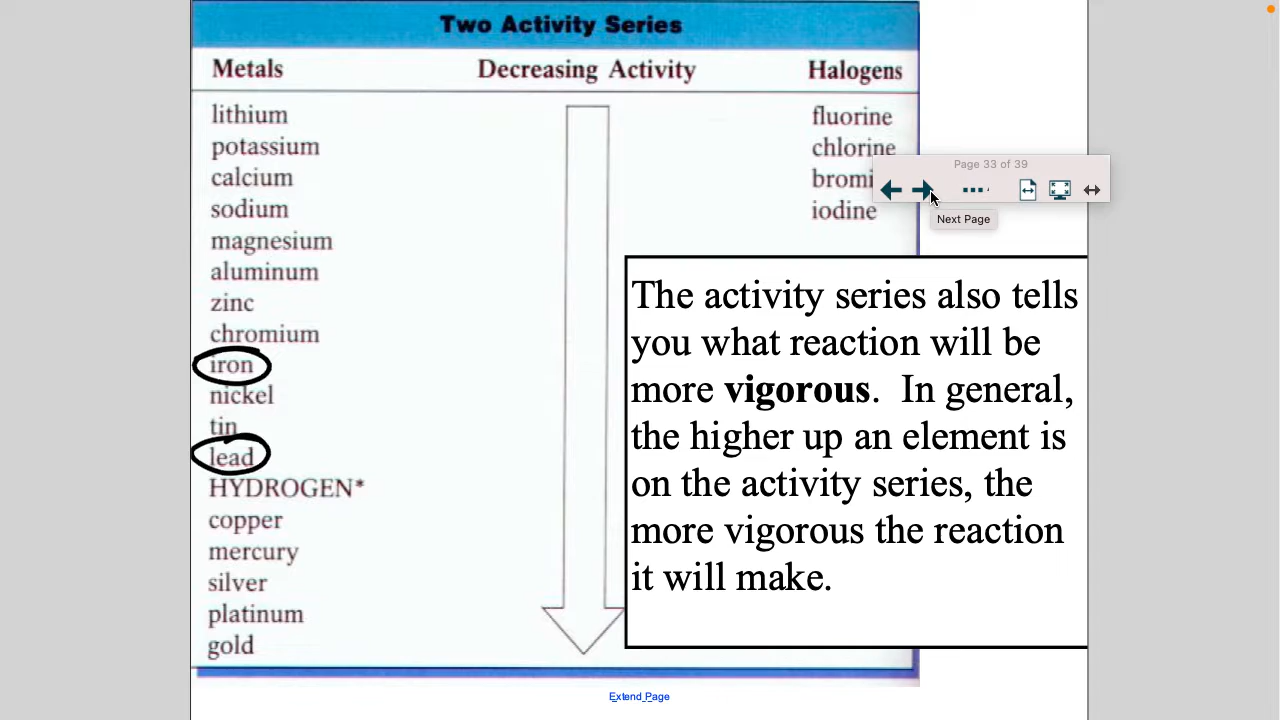 Two Activity Series
Metals Decreasing Activity Halogens
lithium fluorine
potassium chlorine
calcium bromi
sodium iodine
magnesium
aluminum
zinc
chromium
iron
nickel
tin
lead
HYDROGEN*
copper
mercury
silver
platinum
gold
Page 33 of 39
Next Page
The activity series also tells
you what reaction will be
more vigorous. In general,
the higher up an element is
on the activity series, the
more vigorous the reaction
it will make.
Extend Page